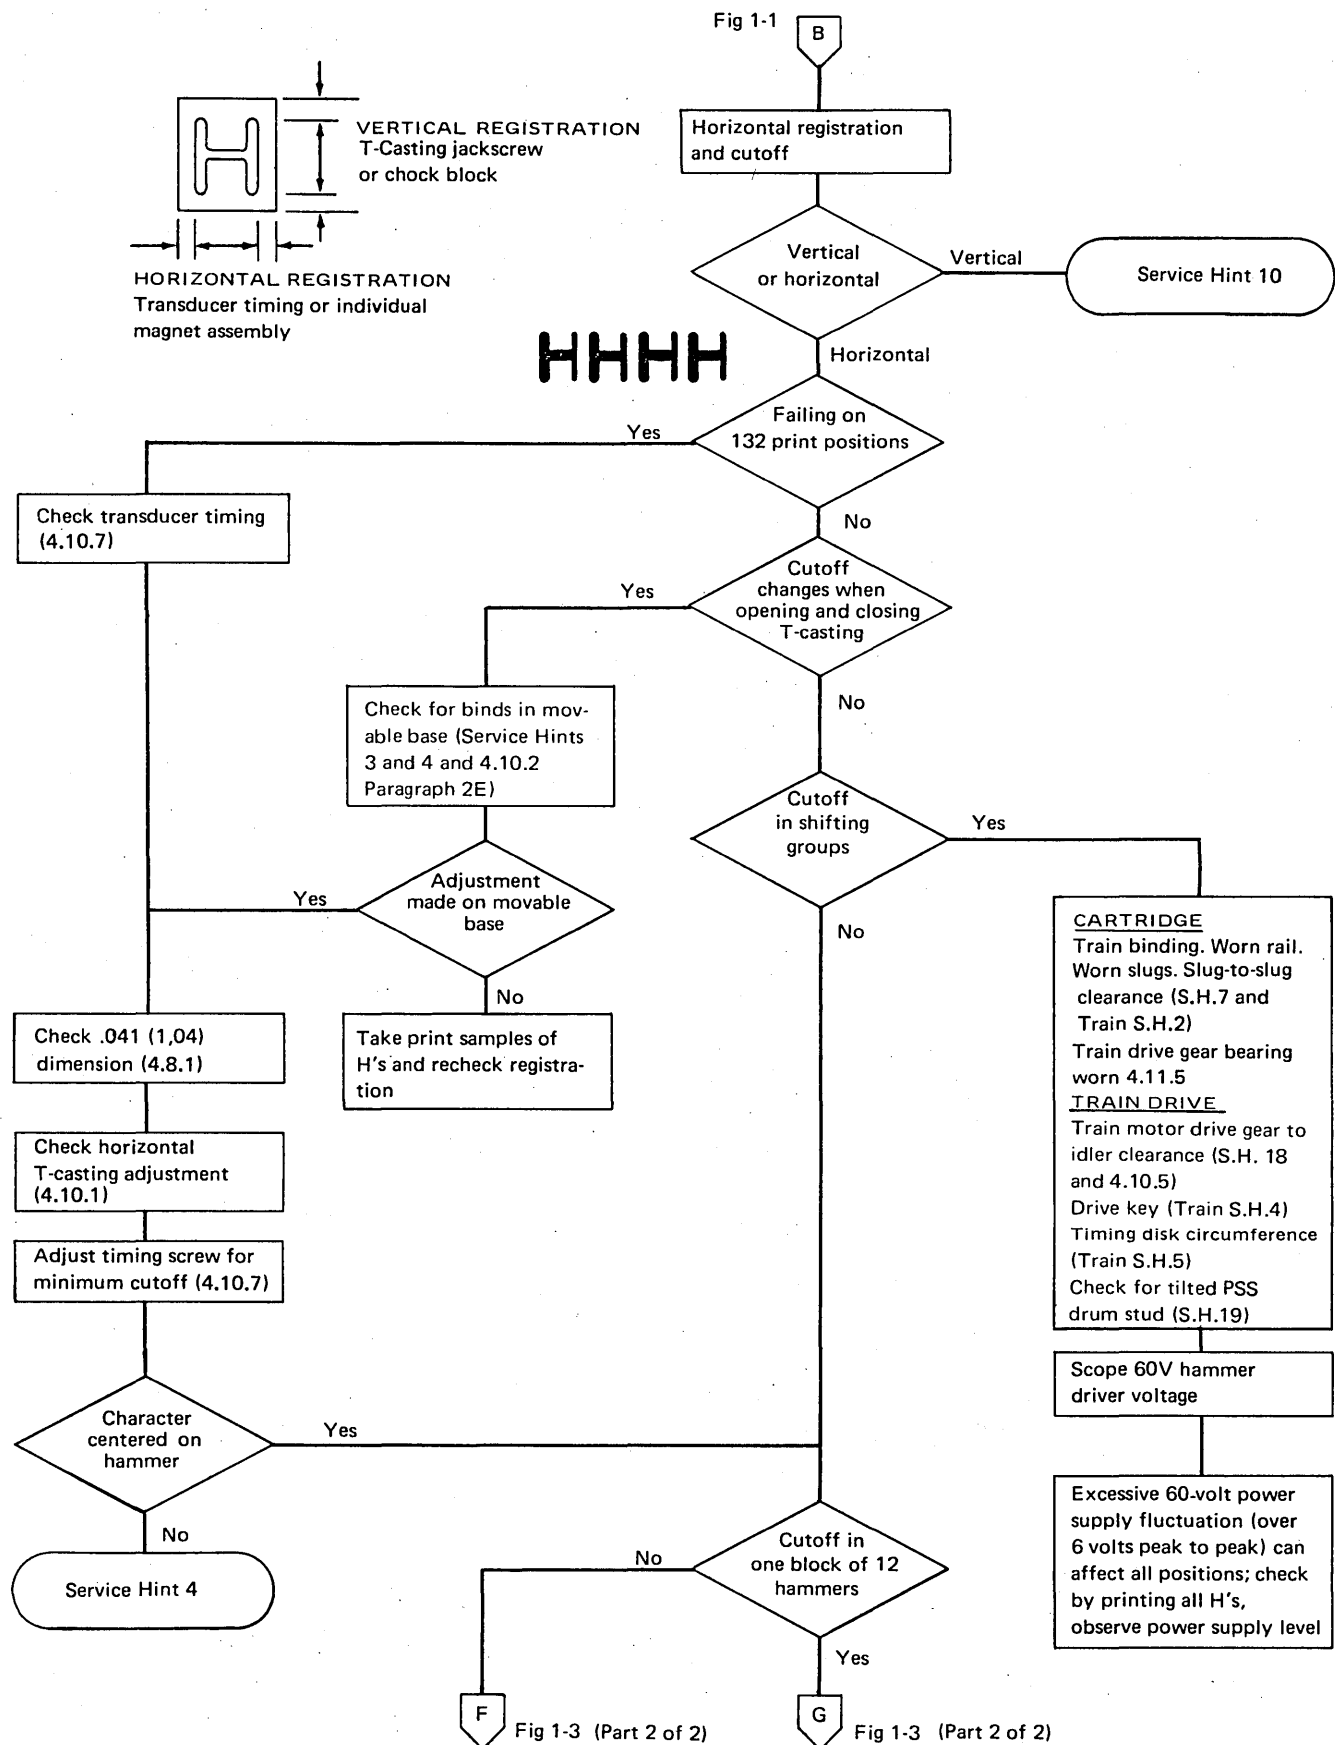 Fig 1-1
B
VERTICAL REGISTRATION
T-Casting jackscrew
or chock block
H
HORIZONTAL REGISTRATION
Transducer timing or individual
magnet assembly
Horizontal registration
and cutoff
Vertical
or horizontal
Vertical
Service Hint 10
Horizontal
HHHH
Failing on
132 print positions
Yes
No
Check transducer timing
(4.10.7)
Cutoff
changes when
opening and closing
T-casting
Yes
No
Check for binds in mov-
able base (Service Hints
3 and 4 and 4.10.2
Paragraph 2E)
Cutoff
in shifting
groups
Yes
No
Adjustment
made on movable
base
Yes
No
Take print samples of
H's and recheck registra-
tion
Check .041 (1,04)
dimension (4.8.1)
Check horizontal
T-casting adjustment
(4.10.1)
Adjust timing screw for
minimum cutoff (4.10.7)
CARTRIDGE
Train binding. Worn rail.
Worn slugs. Slug-to-slug
clearance (S.H.7 and
Train S.H.2)
Train drive gear bearing
worn 4.11.5
TRAIN DRIVE
Train motor drive gear to
idler clearance (S.H. 18
and 4.10.5)
Drive key (Train S.H.4)
Timing disk circumference
(Train S.H.5)
Check for tilted PSS
drum stud (S.H.19)
Scope 60V hammer
driver voltage
Excessive 60-volt power
supply fluctuation (over
6 volts peak to peak) can
affect all positions; check
by printing all H's,
observe power supply level
Character
centered on
hammer
Yes
No
Service Hint 4
Cutoff in
one block of 12
hammers
No
Yes
F
Fig 1-3 (Part 2 of 2)
G
Fig 1-3 (Part 2 of 2)